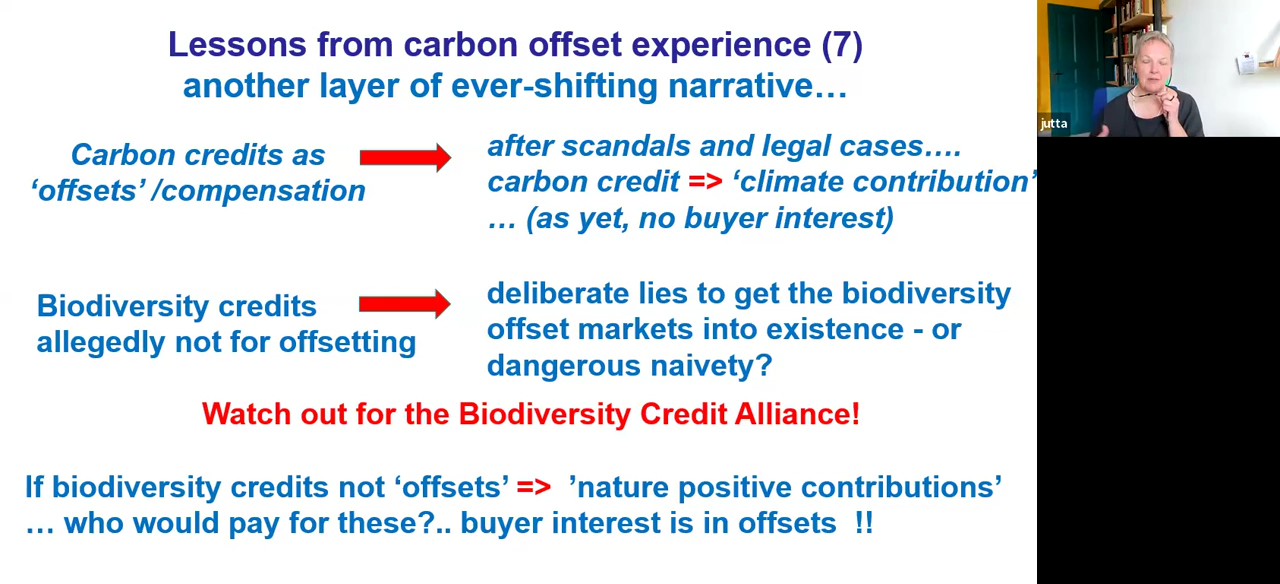 Lessons from carbon offset experience (7)
another layer of ever-shifting narrative…
Carbon credits as
‘offsets’ /compensation
after scandals and legal cases….
carbon credit => ‘climate contribution’
… (as yet, no buyer interest)
Biodiversity credits
allegedly not for offsetting
deliberate lies to get the biodiversity
offset markets into existence - or
dangerous naivety?
Watch out for the Biodiversity Credit Alliance!
If biodiversity credits not ‘offsets’ => ’nature positive contributions’
… who would pay for these?.. buyer interest is in offsets !!
jutta